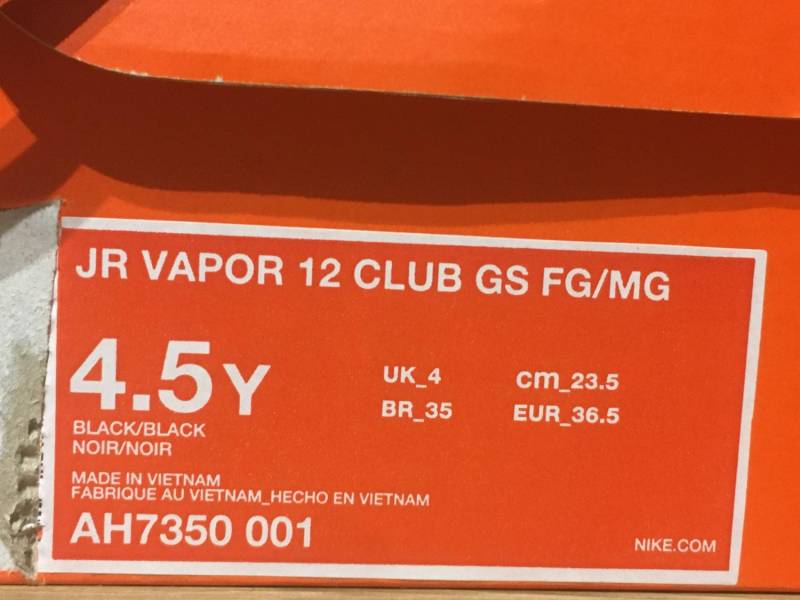 JR VAPOR 12 CLUB GS FG/MG
4.5Y
UK_4 cm_23.5
BR_35 EUR_36.5
BLACK/BLACK
NOIR/NOIR
MADE IN VIETNAM
FABRIQUE AU VIETNAM_HECHO EN VIETNAM
AH7350 001
NIKE.COM